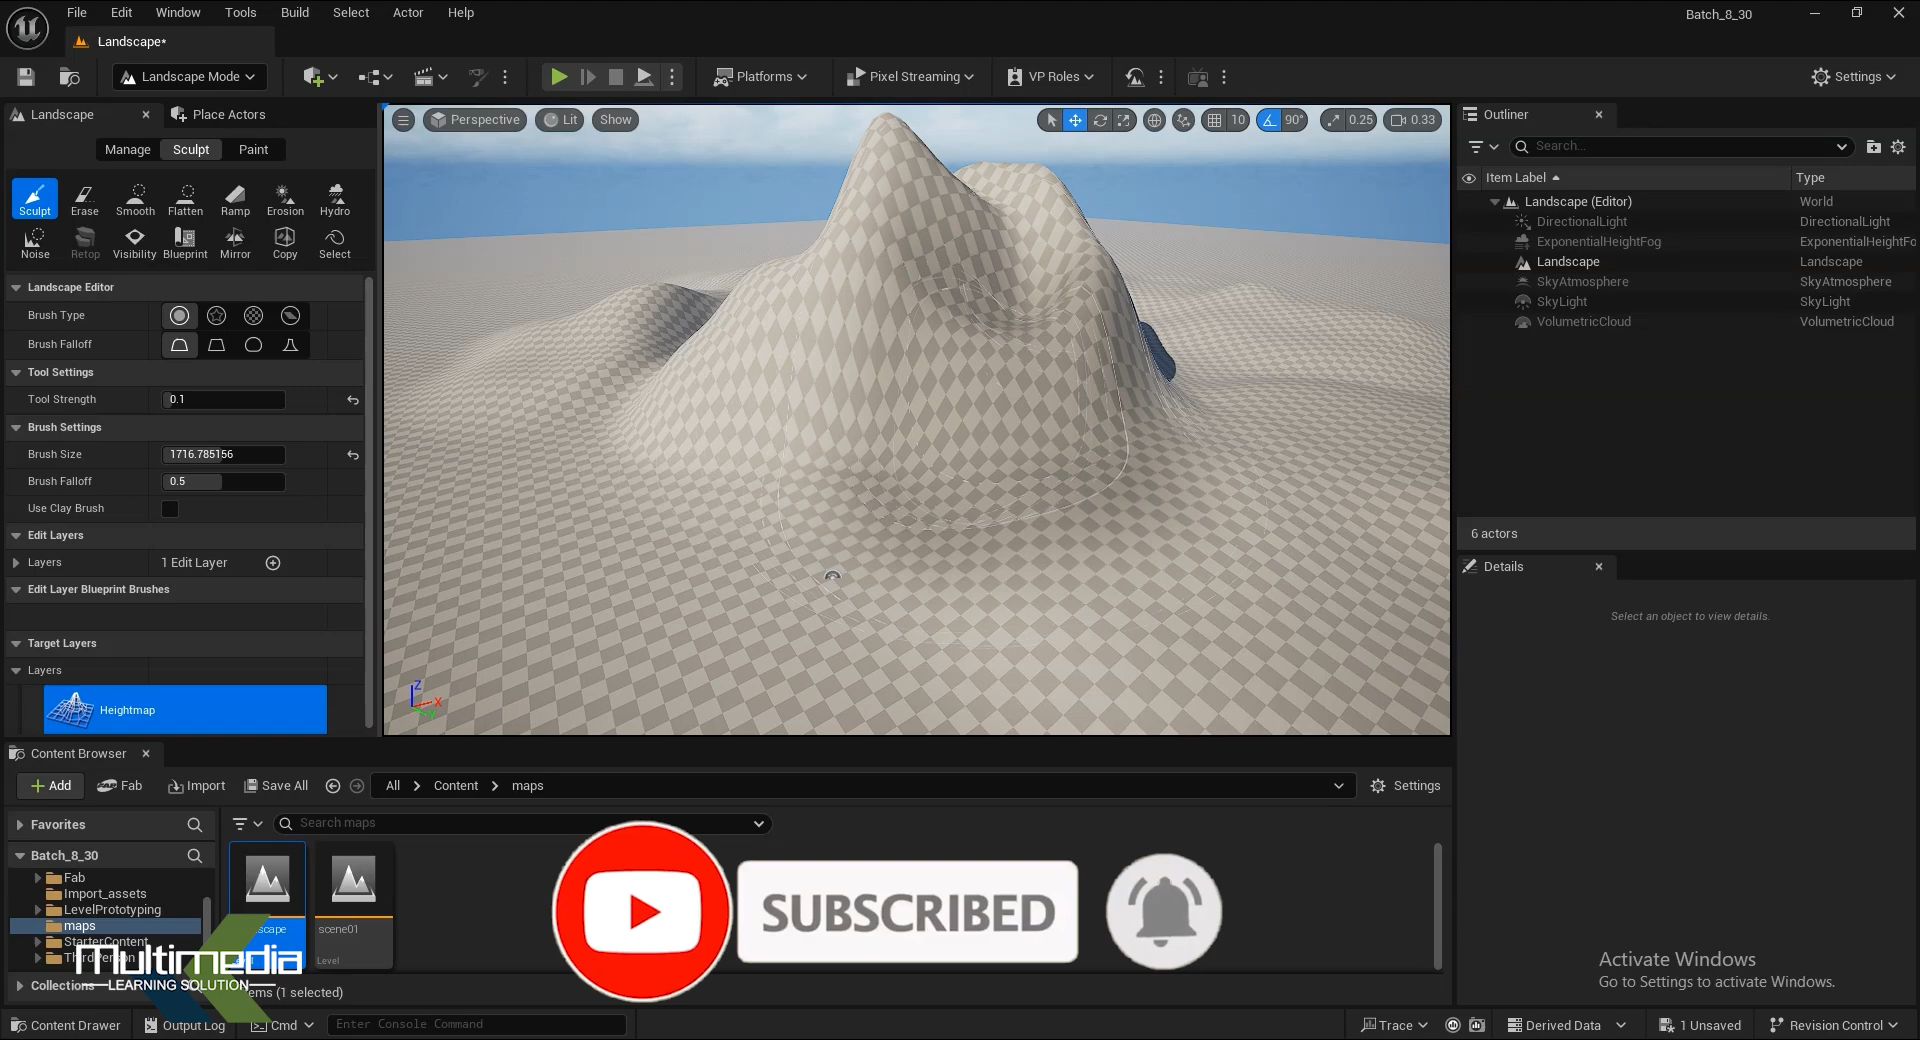 File Edit Window Tools Build Select Actor Help
Batch_8_30
Landscape*
Landscape Mode
Platforms
Pixel Streaming
VP Roles
Settings
Landscape
Place Actors
Perspective
Lit
Show
10
90°
0.25
0.33
Outliner
Manage
Sculpt
Paint
Search...
Item Label
Type
Sculpt Erase Smooth Flatten Ramp Erosion Hydro
Noise Retop Visibility Blueprint Mirror Copy Select
Landscape (Editor) World
DirectionalLight DirectionalLight
ExponentialHeightFog ExponentialHeightFo
Landscape Landscape
SkyAtmosphere SkyAtmosphere
SkyLight SkyLight
VolumetricCloud VolumetricCloud
6 actors
Landscape Editor
Brush Type
Brush Falloff
Tool Settings
Tool Strength 0.1
Brush Settings
Brush Size 1716.785156
Brush Falloff 0.5
Use Clay Brush
Edit Layers
Layers 1 Edit Layer
Edit Layer Blueprint Brushes
Target Layers
Layers
Heightmap
Z
X
Details
Select an object to view details.
Content Browser
Add
Fab
Import
Save All
All
Content
maps
Settings
Favorites
Search maps
Batch_8_30
Fab
Import_assets
LevelPrototyping
maps
StarterContent
Collections
scape
scene01
Level
ems (1 selected)
Multimedia
LEARNING SOLUTION
SUBSCRIBED
Activate Windows
Go to Settings to activate Windows.
Content Drawer
Output Log
Cmd
Enter Console Command
Trace
Derived Data
1 Unsaved
Revision Control